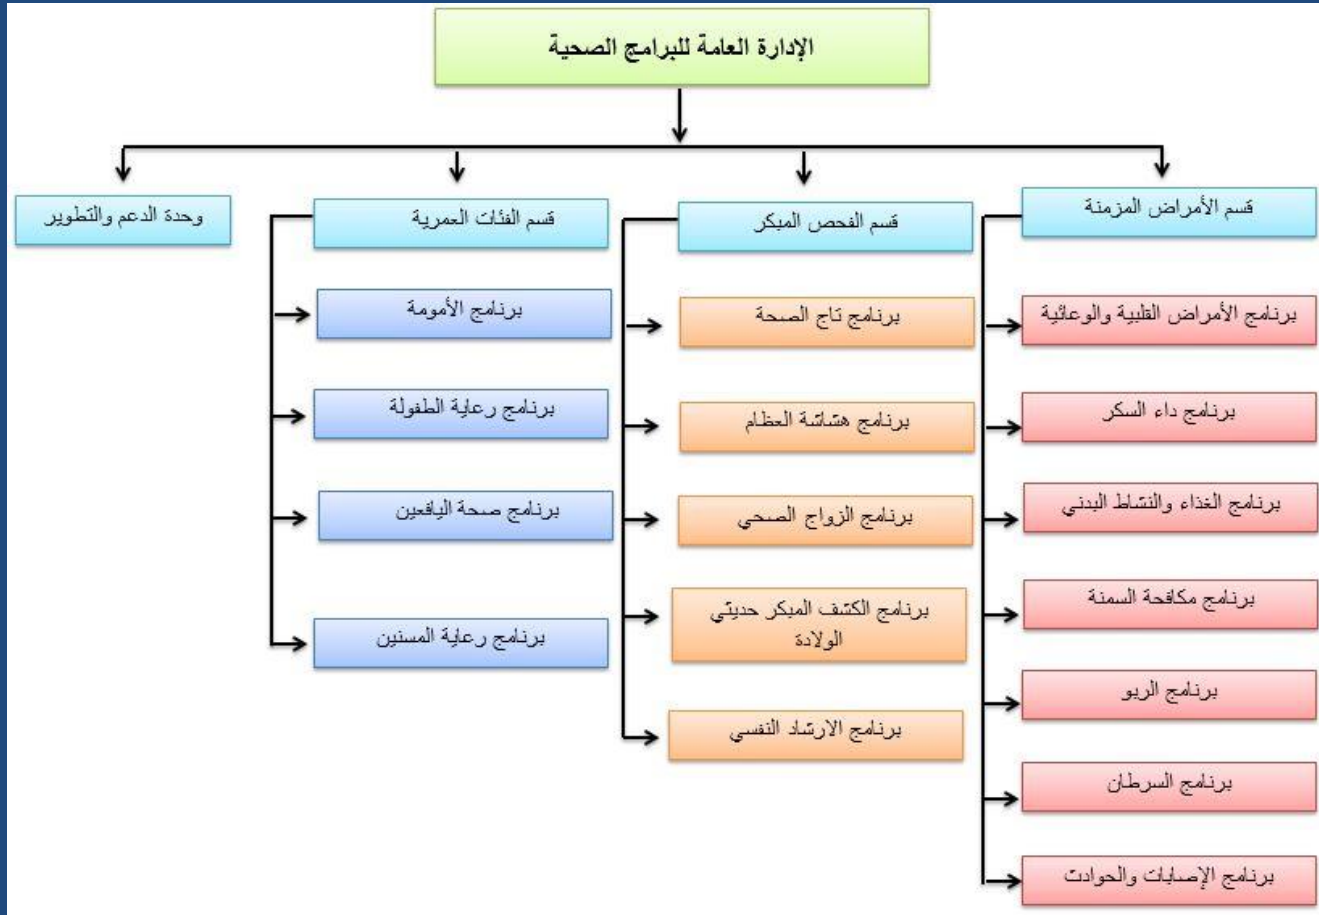 الإدارة العامة للبرامج الصحية
قسم الأمراض المزمنة
برنامج الأمراض القلبية والوعائية
برنامج داء السكر
برنامج الغذاء والنشاط البدني
برنامج مكافحة السمنة
برنامج الربو
برنامج السرطان
برنامج الإصابات والحوادث
قسم الفحص المبكر
برنامج تاج الصحة
برنامج هشاشة العظام
برنامج الزواج الصحي
برنامج الكشف المبكر حديثي
الولادة
برنامج الارشاد النفسي
قسم الفئات العمرية
برنامج الأمومة
برنامج رعاية الطفولة
برنامج صحة اليافعين
برنامج رعاية المسنين
وحدة الدعم والتطوير